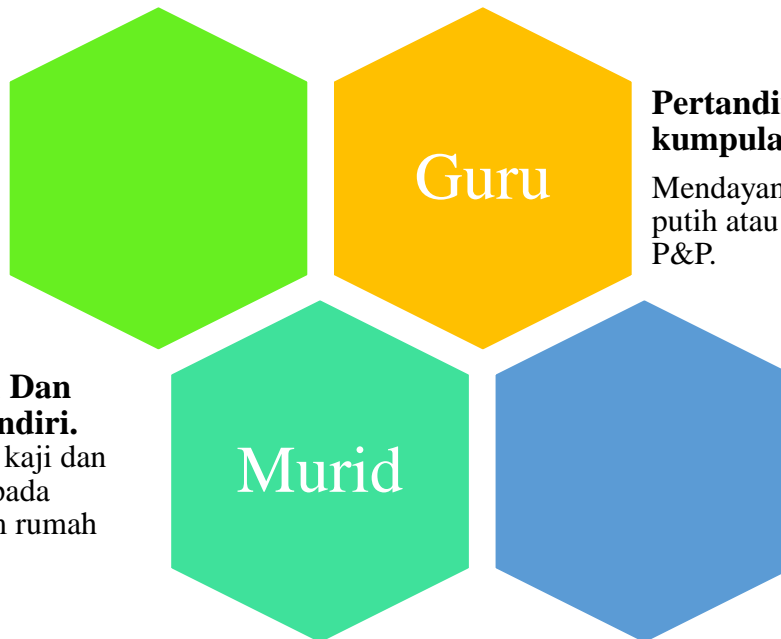 Guru
Pertandi
kumpula
Mendayan
putih atau
P&P.
Dan
ndiri.
kaji dan
pada
rumah
Murid